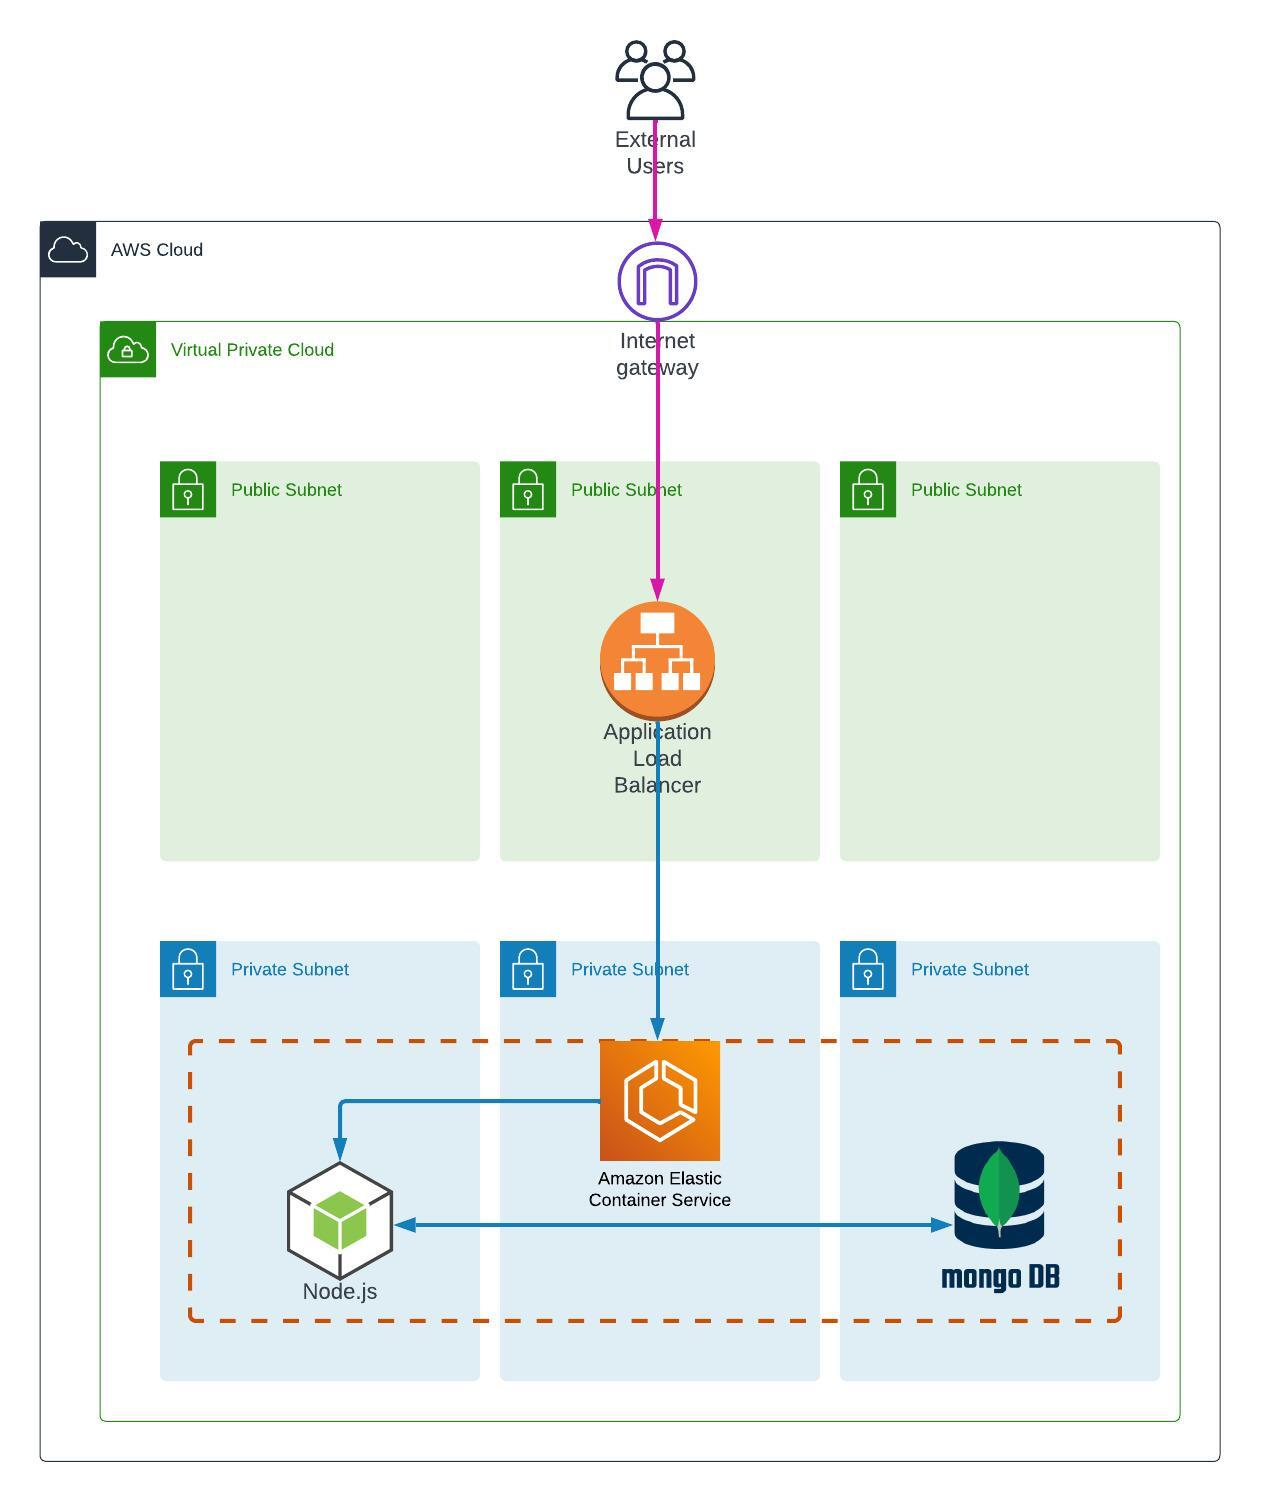 External
Users
AWS Cloud
Internet
gateway
Virtual Private Cloud
Public Subnet
Public Subnet
Public Subnet
Application
Load
Balancer
Private Subnet
Private Subnet
Private Subnet
Amazon Elastic
Container Service
Node.js
mongo DB